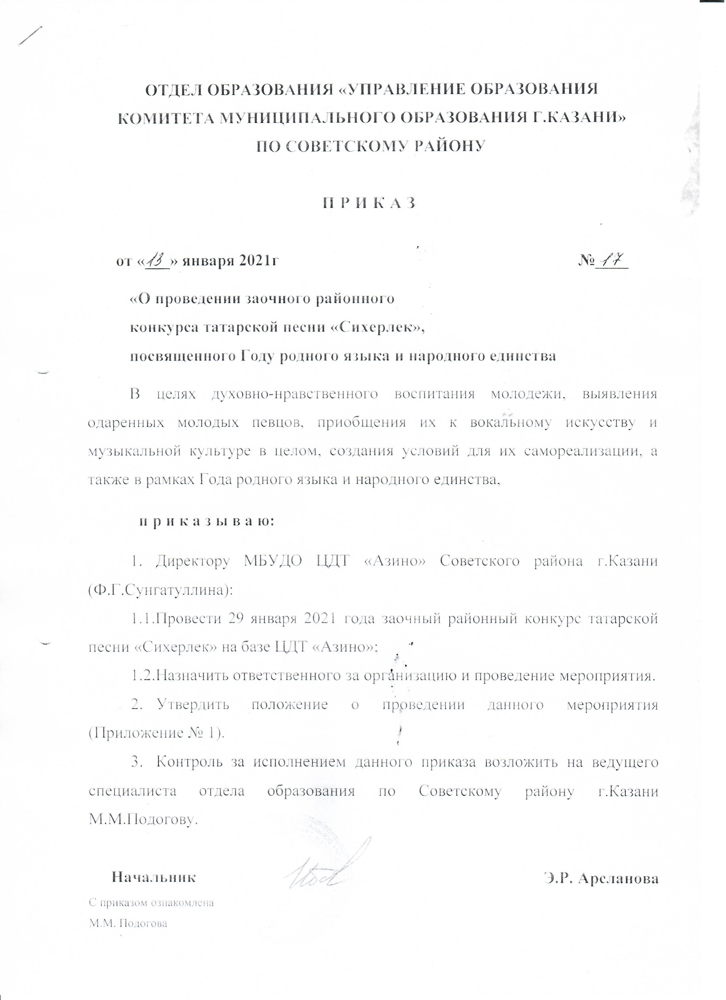 ОТДЕЛ ОБРАЗОВАНИЯ «УПРАВЛЕНИЕ ОБРАЗОВАНИЯ
КОМИТЕТА МУНИЦИПАЛЬНОГО ОБРАЗОВАНИЯ Г.КАЗАНИ»
ПО СОВЕТСКОМУ РАЙОНУ
П Р И К А З
от «13» января 2021г № 17
«О проведении заочного районного
конкурса татарской песни «Сихерлек»,
посвященного Году родного языка и народного единства
В целях духовно-нравственного воспитания молодежи, выявления
одаренных молодых певцов, приобщения их к вокальному искусству и
музыкальной культуре в целом, создания условий для их самореализации, а
также в рамках Года родного языка и народного единства,
п р и к а з ы в а ю:
1. Директору МБУДО ЦДТ «Азино» Советского района г.Казани
(Ф.Г.Сунгатуллина):
1.1.Провести 29 января 2021 года заочный районный конкурс татарской
песни «Сихерлек» на базе ЦДТ «Азино»;
1.2.Назначить ответственного за организацию и проведение мероприятия.
2. Утвердить положение о проведении данного мероприятия
(Приложение № 1).
3. Контроль за исполнением данного приказа возложить на ведущего
специалиста отдела образования по Советскому району г.Казани
М.М.Подогову.
Начальник Э.Р. Арсланова
С приказом ознакомлена
М.М. Подогова